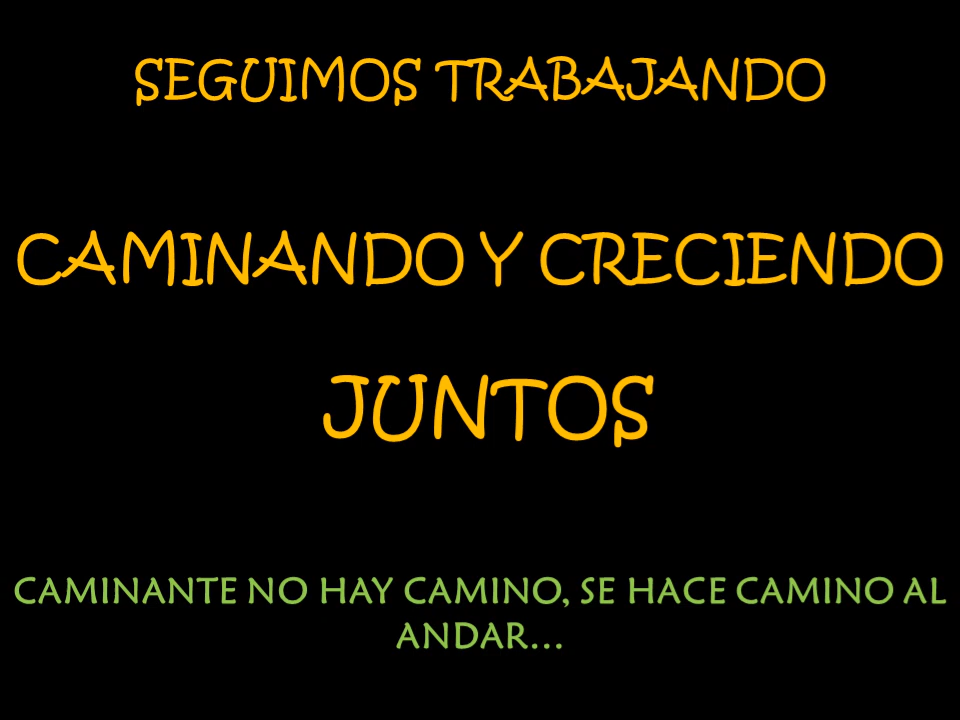 SEGUIMOS TRABAJANDO
CAMINANDO Y CRECIENDO
JUNTOS
CAMINANTE NO HAY CAMINO, SE HACE CAMINO AL
ANDAR...